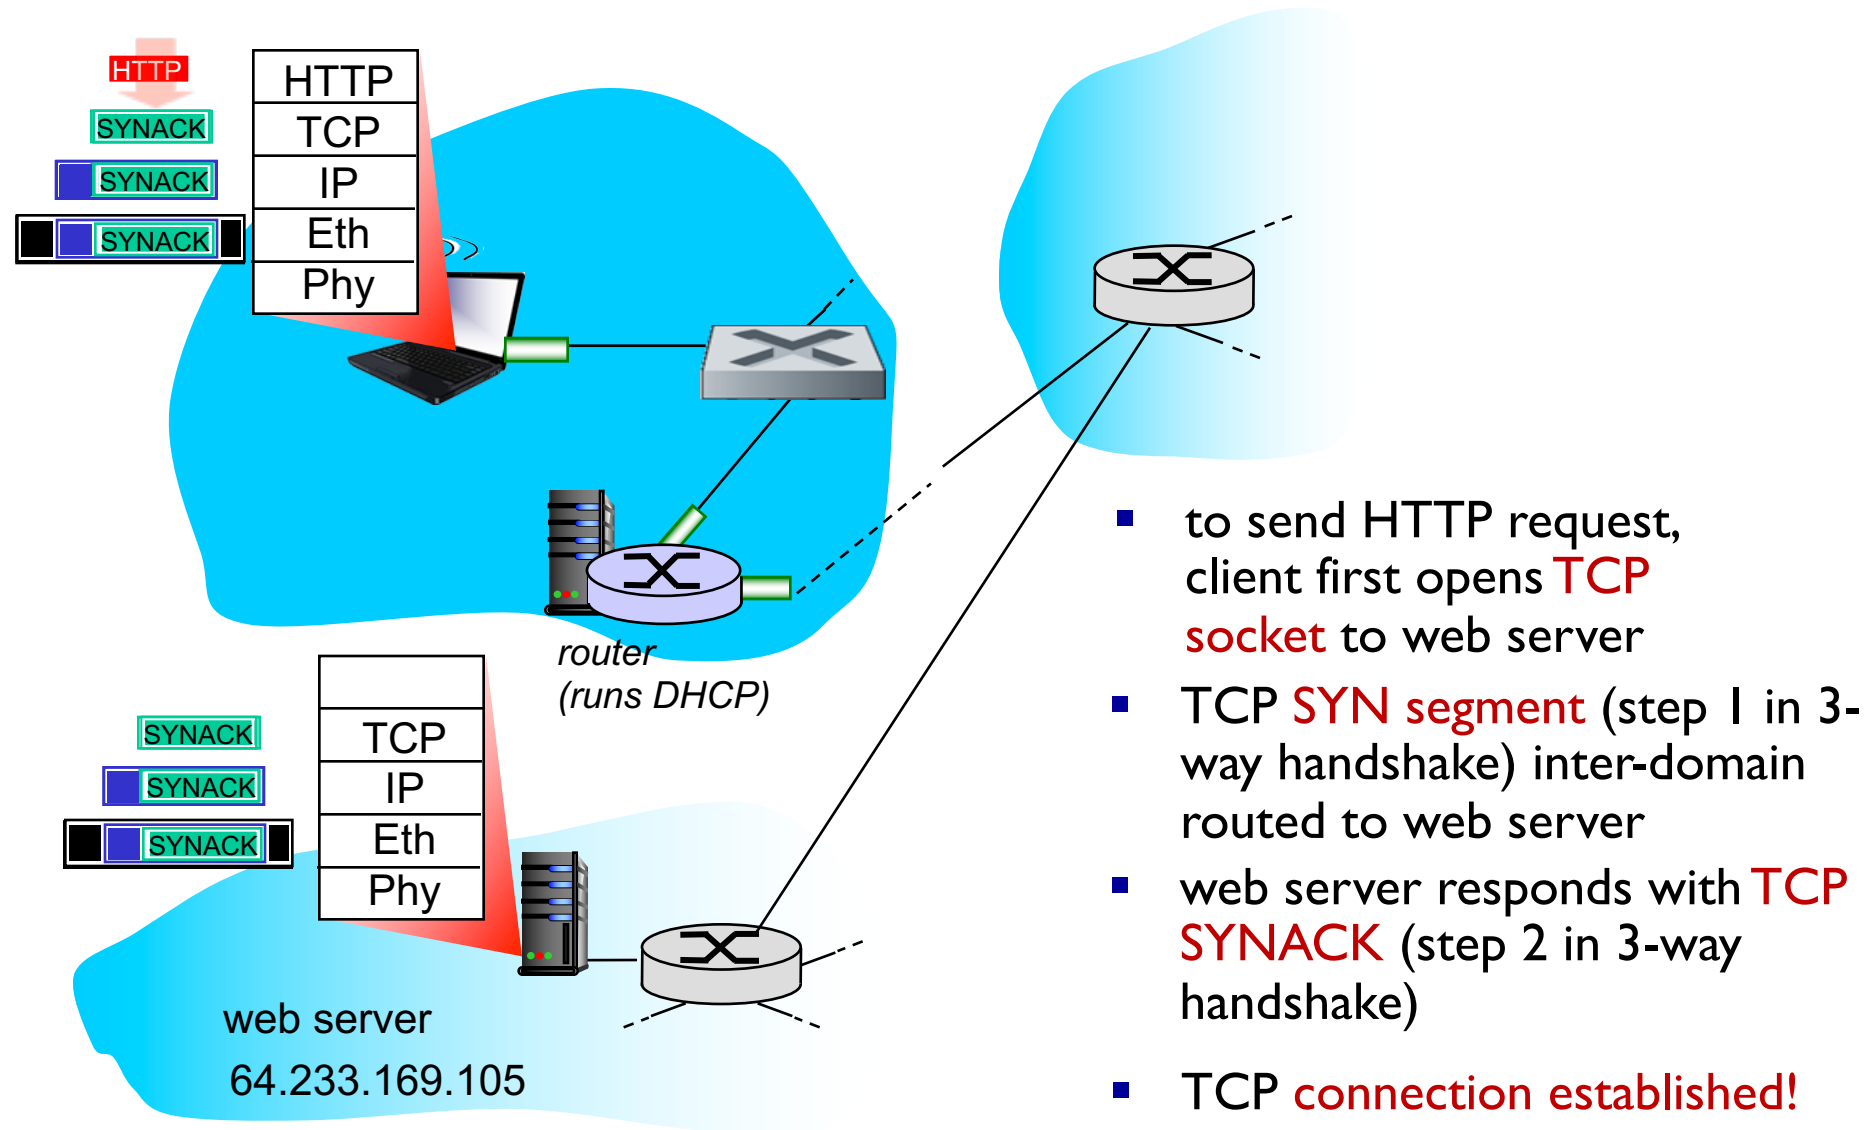 HTTP
SYNACK
SYNACK
SYNACK
HTTP
TCP
IP
Eth
Phy
router
(runs DHCP)
SYNACK
SYNACK
SYNACK
TCP
IP
Eth
Phy
web server
64.233.169.105
▪ to send HTTP request,
client first opens TCP
socket to web server
▪ TCP SYN segment (step 1 in 3-
way handshake) inter-domain
routed to web server
▪ web server responds with TCP
SYNACK (step 2 in 3-way
handshake)
▪ TCP connection established!